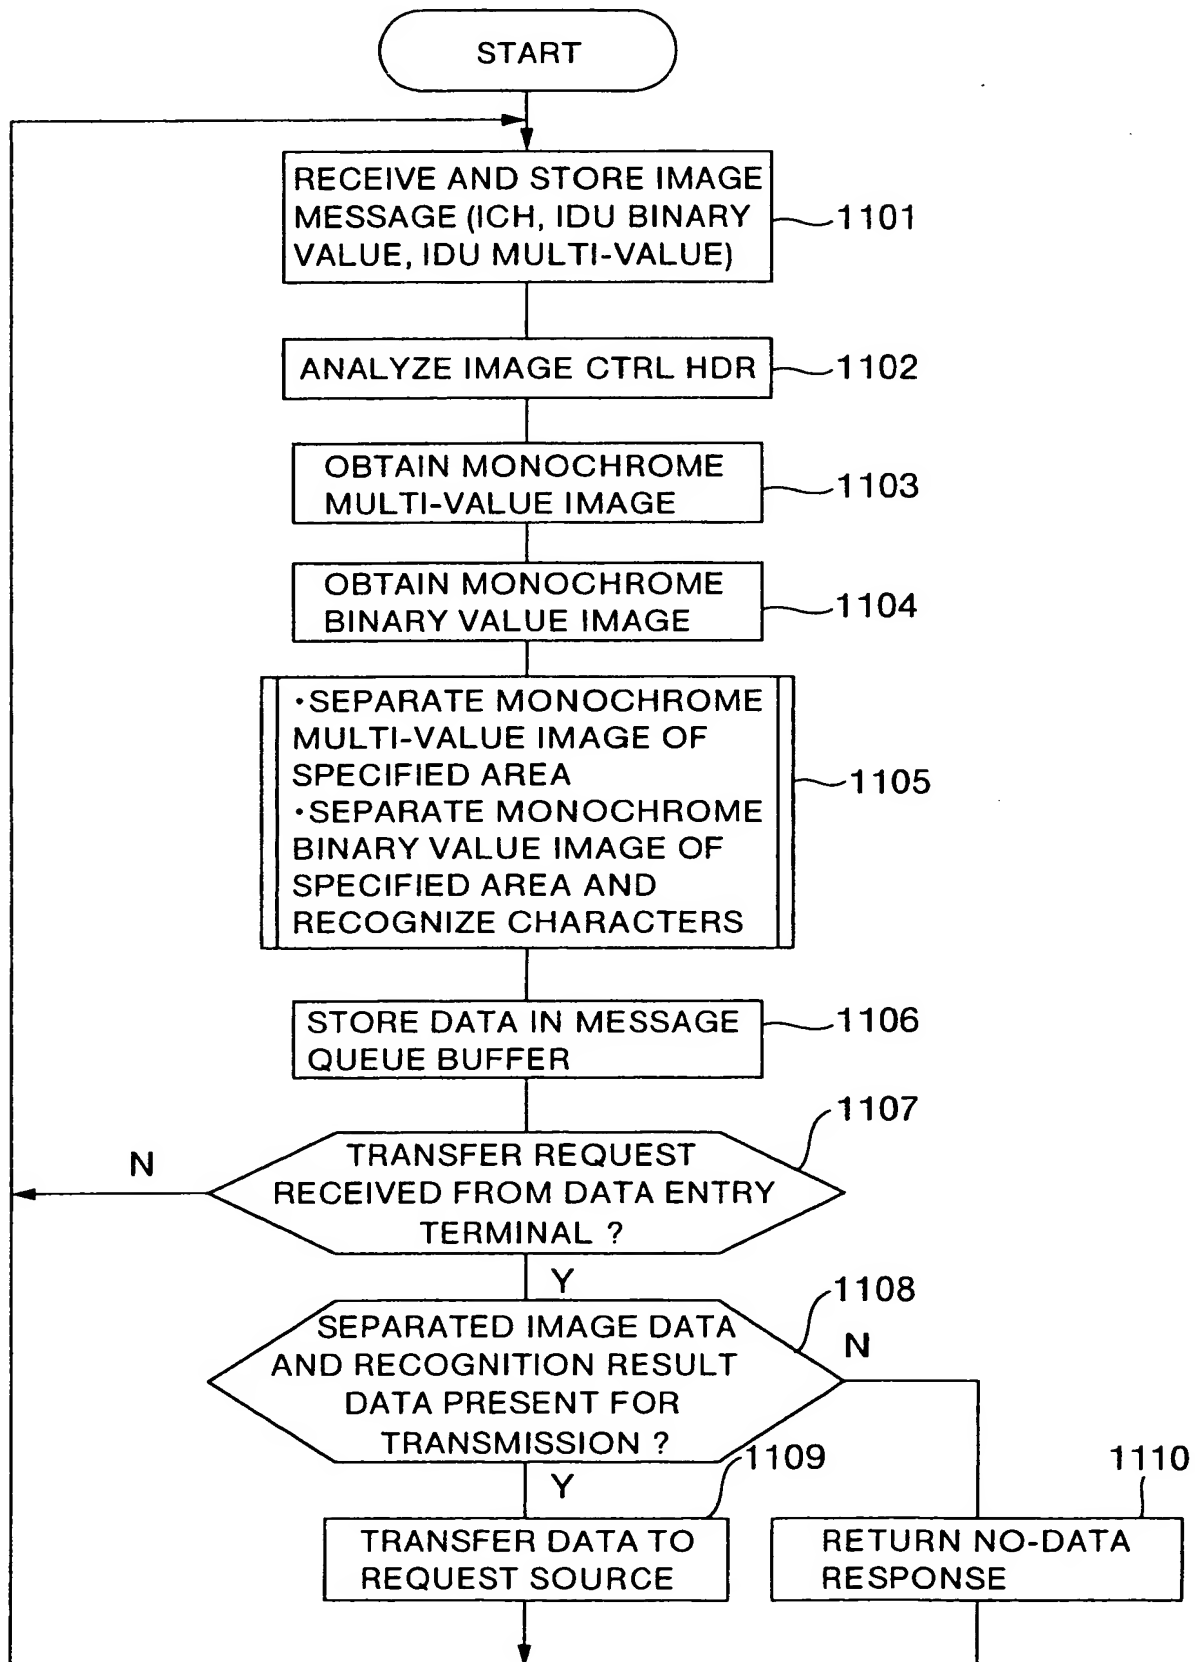 START
RECEIVE AND STORE IMAGE
MESSAGE (ICH, IDU BINARY
VALUE, IDU MULTI-VALUE)
1101
ANALYZE IMAGE CTRL HDR
1102
OBTAIN MONOCHROME
MULTI-VALUE IMAGE
1103
OBTAIN MONOCHROME
BINARY VALUE IMAGE
1104
•SEPARATE MONOCHROME
MULTI-VALUE IMAGE OF
SPECIFIED AREA
•SEPARATE MONOCHROME
BINARY VALUE IMAGE OF
SPECIFIED AREA AND
RECOGNIZE CHARACTERS
1105
STORE DATA IN MESSAGE
QUEUE BUFFER
1106
1107
N
TRANSFER REQUEST
RECEIVED FROM DATA ENTRY
TERMINAL ?
Y
1108
SEPARATED IMAGE DATA
AND RECOGNITION RESULT
DATA PRESENT FOR
TRANSMISSION ?
N
Y
1109
1110
TRANSFER DATA TO
REQUEST SOURCE
RETURN NO-DATA
RESPONSE